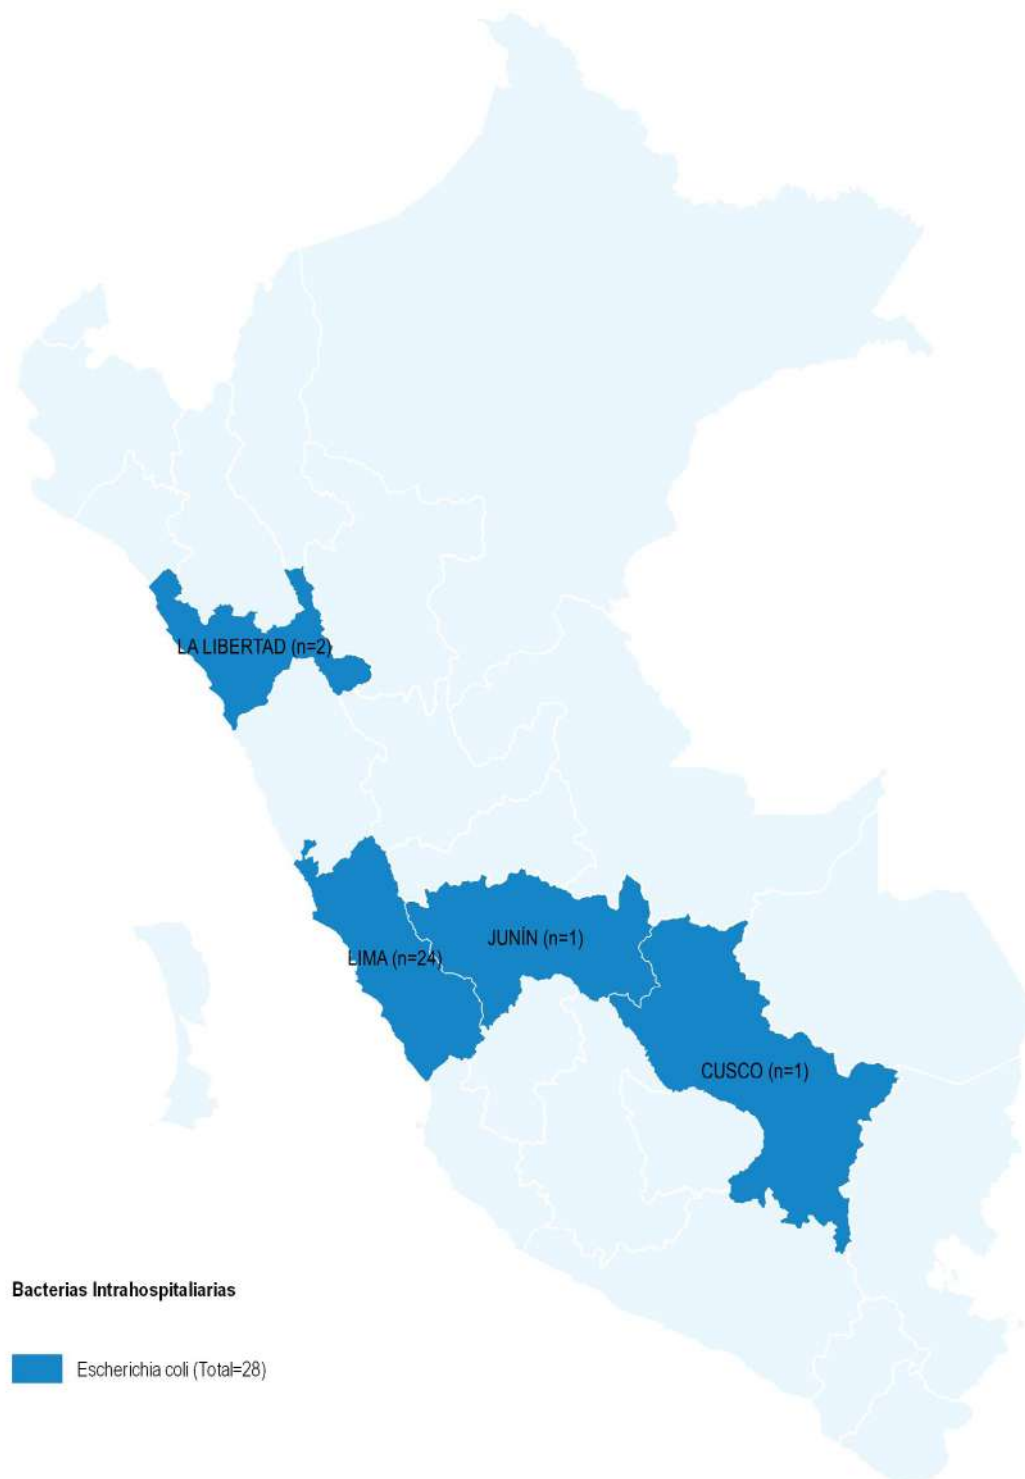 LA LIBERTAD (n=2)
JUNÍN (n=1)
LIMA (n=24)
CUSCO (n=1)
Bacterias Intrahospitaliarias
Escherichia coli (Total=28)